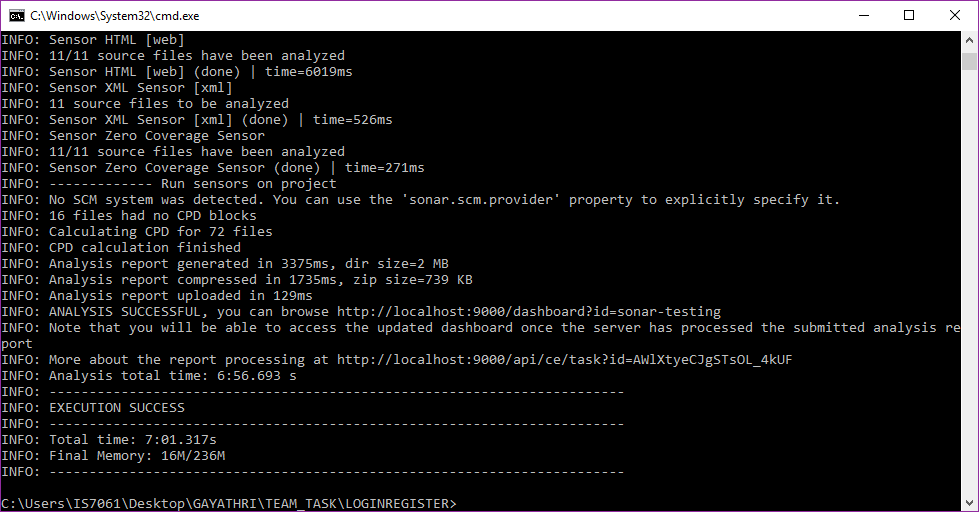 C:\Windows\System32\cmd.exe
INFO: Sensor HTML [web]
INFO: 11/11 source files have been analyzed
INFO: Sensor HTML [web] (done) | time=6019ms
INFO: Sensor XML Sensor [xml]
INFO: 11 source files to be analyzed
INFO: Sensor XML Sensor [xml] (done) | time=526ms
INFO: Sensor Zero Coverage Sensor
INFO: 11/11 source files have been analyzed
INFO: Sensor Zero Coverage Sensor (done) | time=271ms
INFO: ------------- Run sensors on project
INFO: No SCM system was detected. You can use the 'sonar.scm.provider' property to explicitly specify it.
INFO: 16 files had no CPD blocks
INFO: Calculating CPD for 72 files
INFO: CPD calculation finished
INFO: Analysis report generated in 3375ms, dir size=2 MB
INFO: Analysis report compressed in 1735ms, zip size=739 KB
INFO: Analysis report uploaded in 129ms
INFO: ANALYSIS SUCCESSFUL, you can browse http://localhost:9000/dashboard?id=sonar-testing
INFO: Note that you will be able to access the updated dashboard once the server has processed the submitted analysis re
port
INFO: More about the report processing at http://localhost:9000/api/ce/task?id=AWlXtyeCJgSTsOL_4kUF
INFO: Analysis total time: 6:56.693 s
INFO: ------------------------------------------------------------------------
INFO: EXECUTION SUCCESS
INFO: ------------------------------------------------------------------------
INFO: Total time: 7:01.317s
INFO: Final Memory: 16M/236M
INFO: ------------------------------------------------------------------------
C:\Users\IS7061\Desktop\GAYATHRI\TEAM_TASK\LOGINREGISTER>